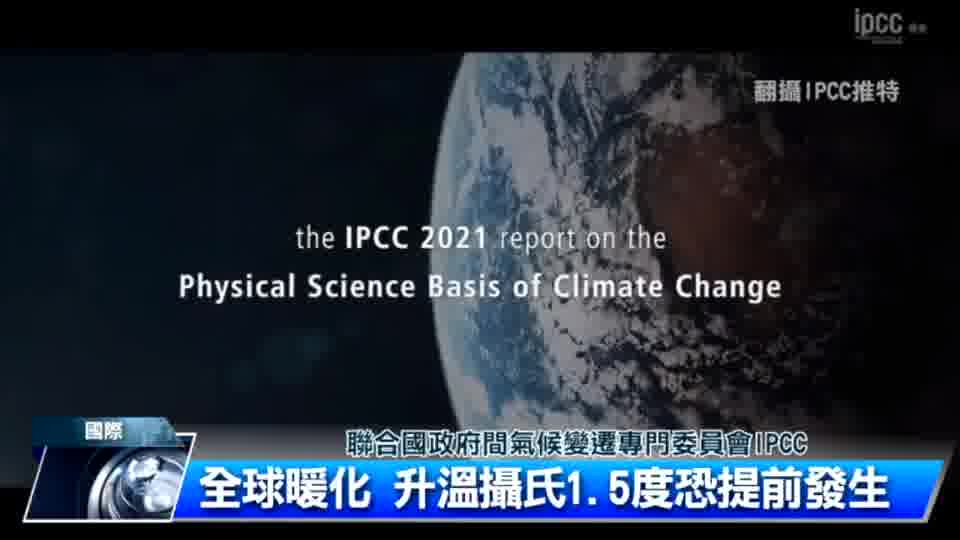 ipcc
翻攝IPCC推特
the IPCC 2021 report on the
Physical Science Basis of Climate Change
國際
聯合國政府間氣候變遷專門委員會IPCC
全球暖化 升溫攝氏1.5度恐提前發生